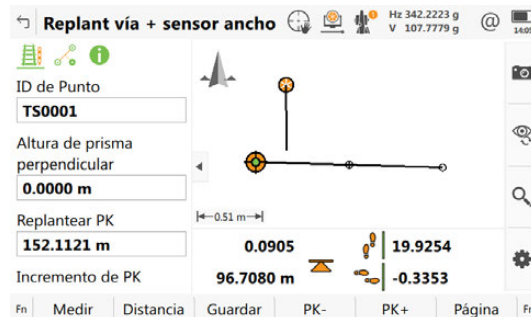 Replant vía + sensor ancho
Hz 342.2223 g
V 107.7779 g
@
ID de Punto
TS0001
Altura de prisma
perpendicular
0.0000 m
Replantear PK
152.1121 m
Incremento de PK
0.51 m
0.0905
19.9254
96.7080 m
-0.3353
Fn
Medir
Distancia
Guardar
PK-
PK+
Página